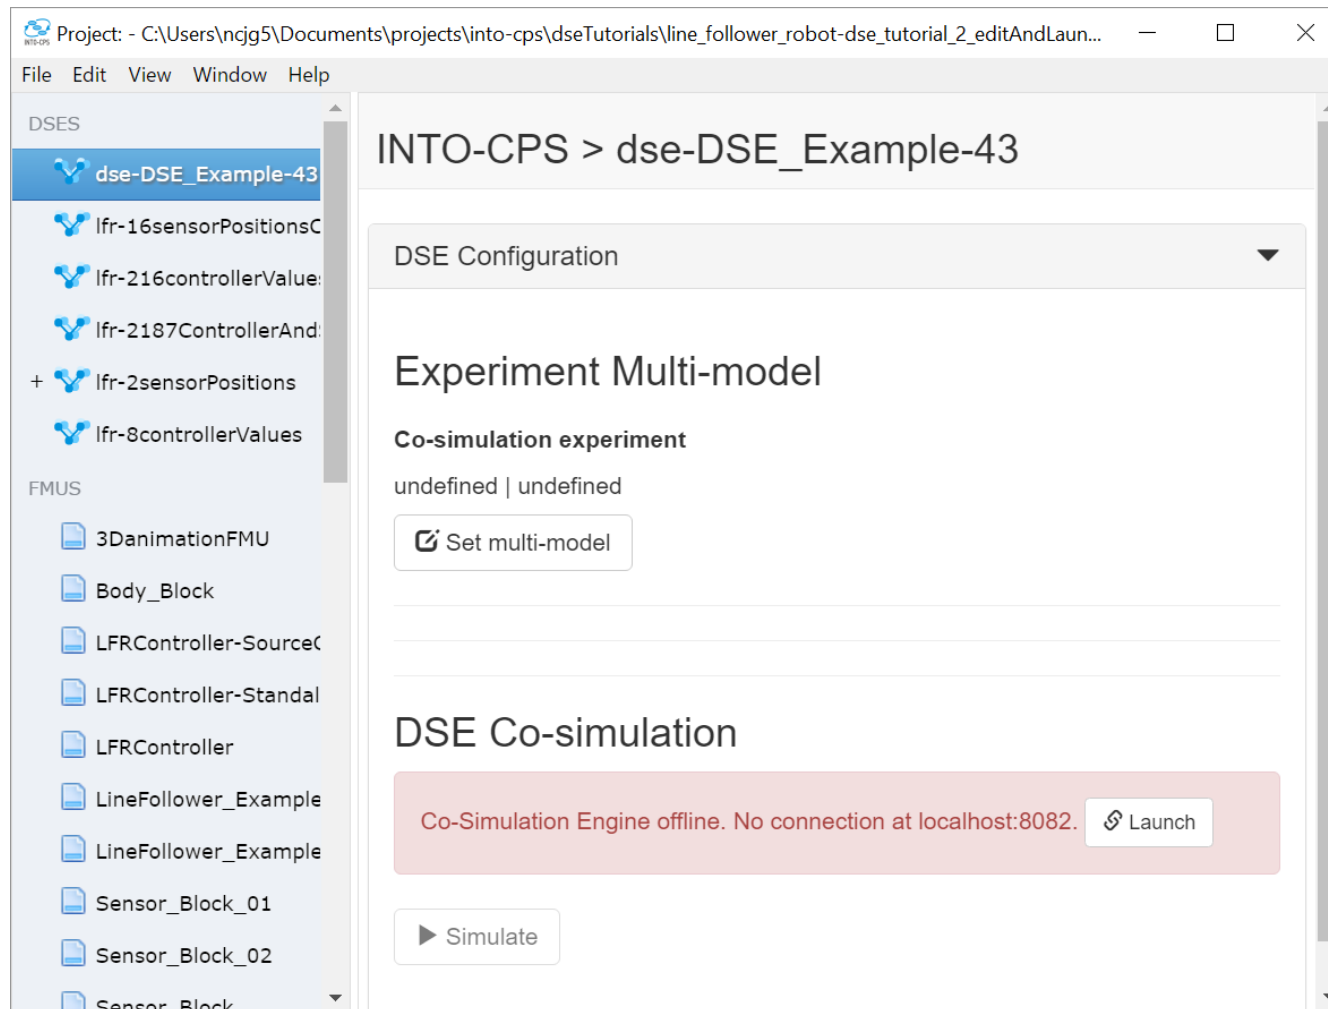 INTO-CPS
Project: - C:\Users\ncjg5\Documents\projects\into-cps\dseTutorials\line_follower_robot-dse_tutorial_2_editAndLaun...
File Edit View Window Help
DSES
dse-DSE_Example-43
lfr-16sensorPositionsC
lfr-216controllerValue
lfr-2187ControllerAnd
+ lfr-2sensorPositions
lfr-8controllerValues
FMUS
3DanimationFMU
Body_Block
LFRController-SourceC
LFRController-Standal
LFRController
LineFollower_Example
LineFollower_Example
Sensor_Block_01
Sensor_Block_02
Sensor_Block
INTO-CPS > dse-DSE_Example-43
DSE Configuration
Experiment Multi-model
Co-simulation experiment
undefined | undefined
Set multi-model
DSE Co-simulation
Co-Simulation Engine offline. No connection at localhost:8082. Launch
Simulate